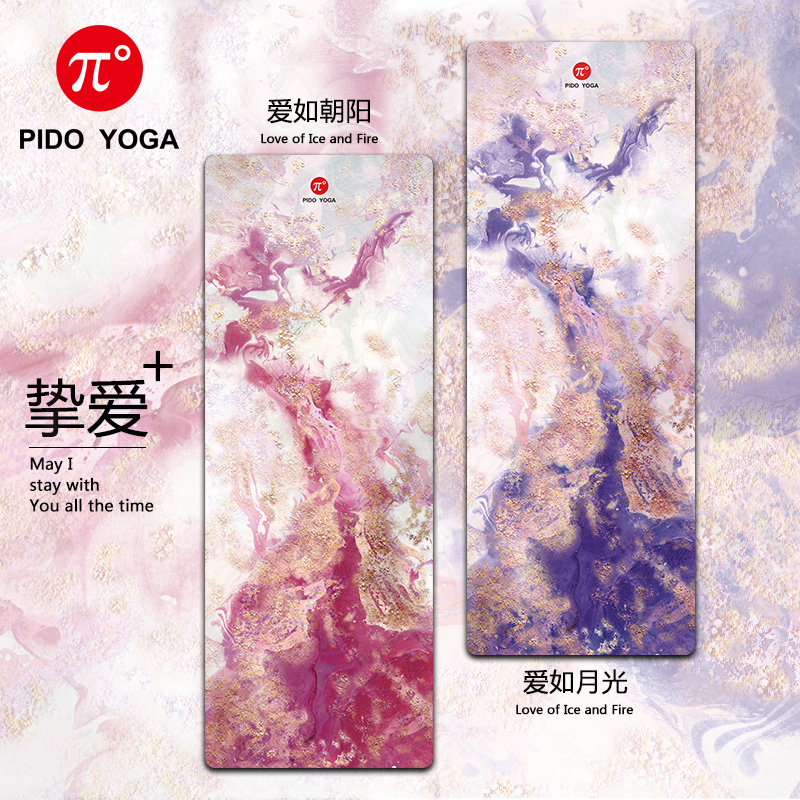 π°
PIDO YOGA
爱如朝阳
Love of Ice and Fire
π°
PIDO YOGA
π°
PIDO YOGA
挚爱+
May I
stay with
You all the time
爱如月光
Love of Ice and Fire